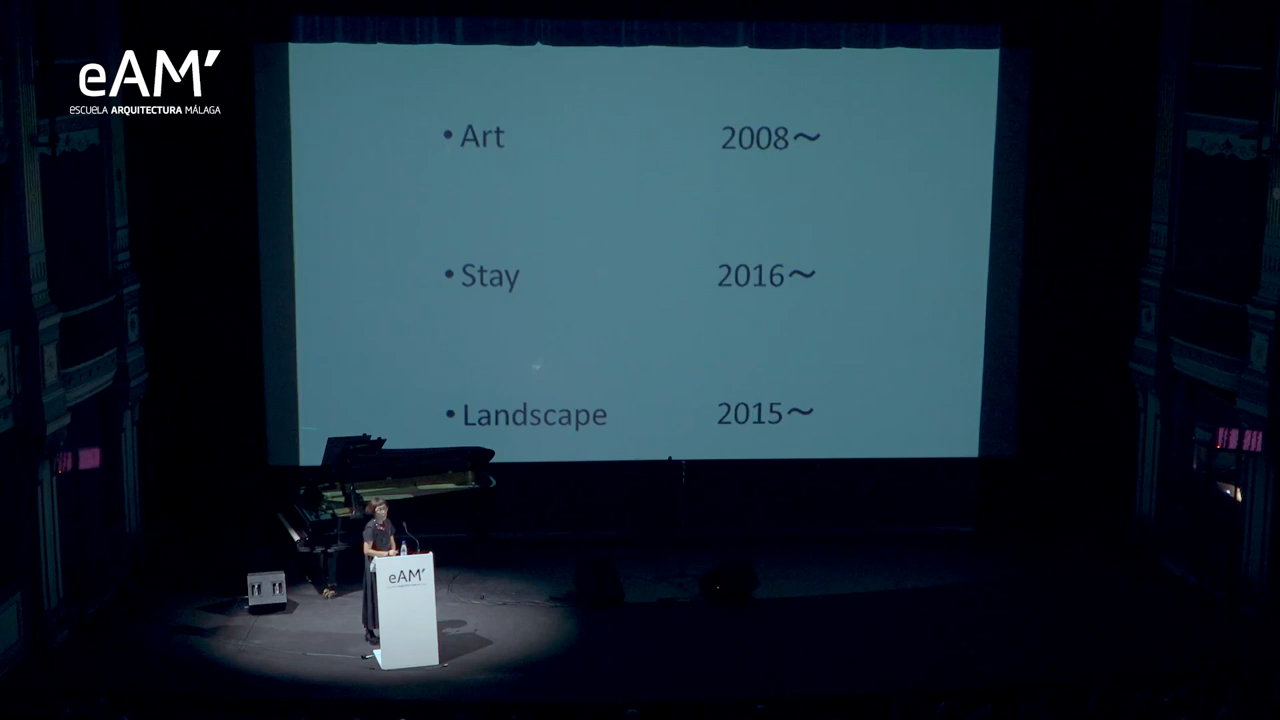 eAM'
ESCUELA ARQUITECTURA MÁLAGA
• Art 2008～
• Stay 2016～
• Landscape 2015～
eAM'